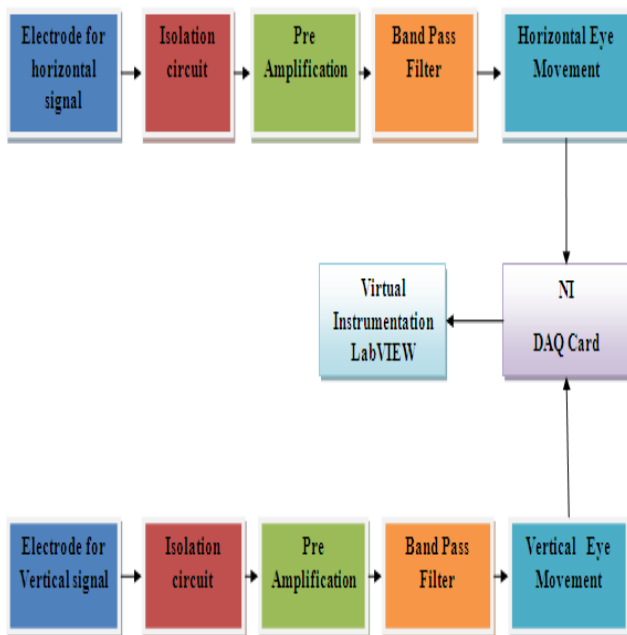 Electrode for
horizontal
signal
Isolation
circuit
Pre
Amplification
Band Pass
Filter
Horizontal Eye
Movement
Virtual
Instrumentation
LabVIEW
NI
DAQ Card
Electrode for
Vertical signal
Isolation
circuit
Pre
Amplification
Band Pass
Filter
Vertical Eye
Movement